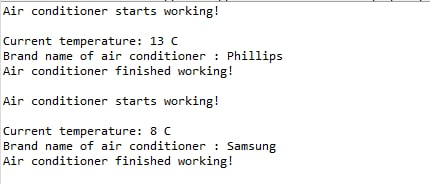 Air conditioner starts working!
Current temperature: 13 C
Brand name of air conditioner : Phillips
Air conditioner finished working!
Air conditioner starts working!
Current temperature: 8 C
Brand name of air conditioner : Samsung
Air conditioner finished working!